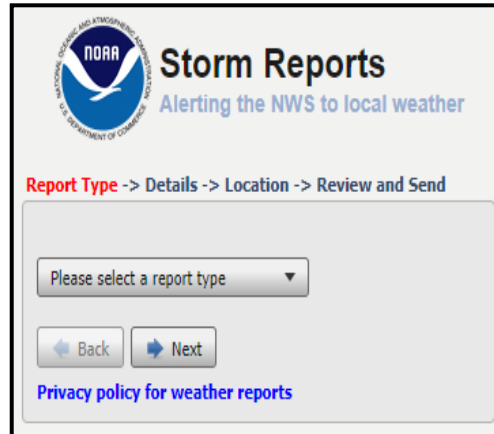 NATIONAL OCEANIC AND ATMOSPHERIC ADMINISTRATION
U.S. DEPARTMENT OF COMMERCE
NOAA
Storm Reports
Alerting the NWS to local weather
Report Type -> Details -> Location -> Review and Send
Please select a report type
Back
Next
Privacy policy for weather reports